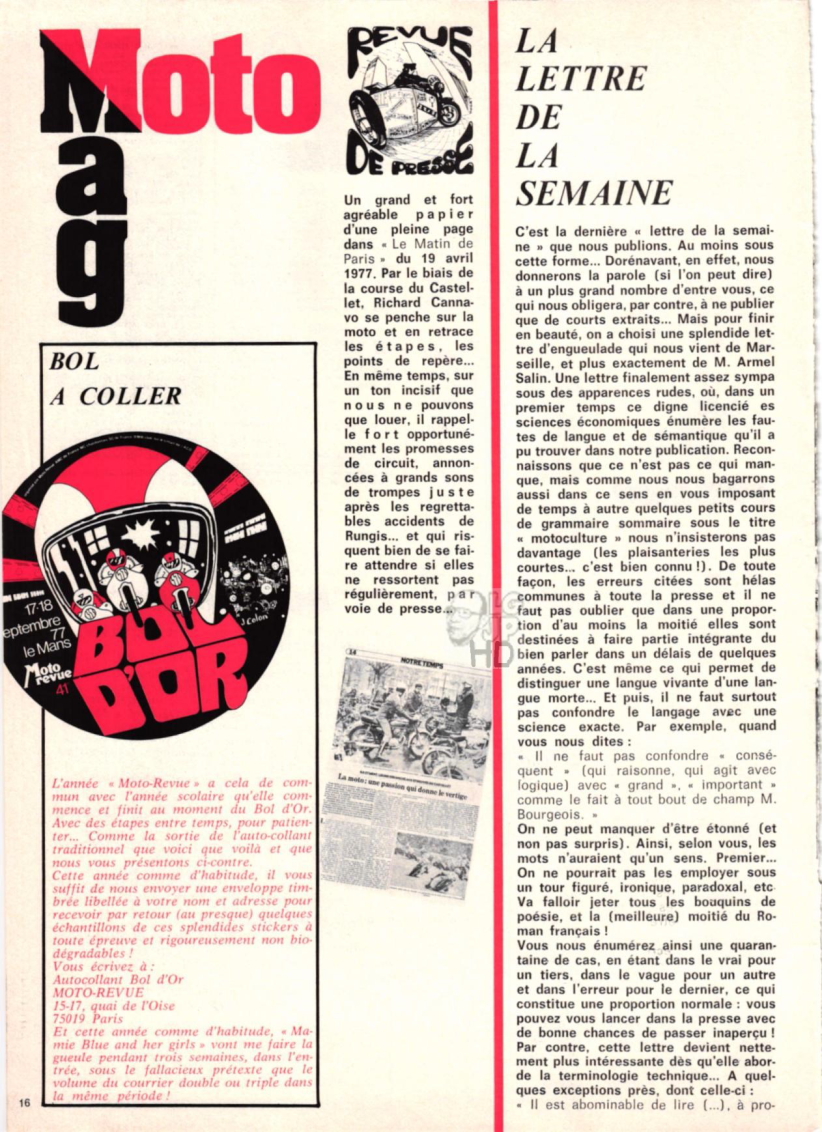 Moto
Mag
BOL
A COLLER
17-18
septembre
77
le Mans
Moto
revue
41
BOL
D'OR
J. Colon
L'année « Moto-Revue » a cela de com-
mun avec l'année scolaire qu'elle com-
mence et finit au moment du Bol d'Or.
Avec des étapes entre temps, pour patien-
ter... Comme la sortie de l'auto-collant
traditionnel que voici que voilà et que
nous vous présentons ci-contre.
Cette année comme d'habitude, il vous
suffit de nous envoyer une enveloppe tim-
brée libellée à votre nom et adresse pour
recevoir par retour (au presque) quelques
échantillons de ces splendides stickers à
toute épreuve et rigoureusement non bio-
dégradables !
Vous écrivez à :
Autocollant Bol d'Or
MOTO-REVUE
15-17, quai de l'Oise
75019 Paris
Et cette année comme d'habitude, « Ma-
mie Blue and her girls » vont me faire la
gueule pendant trois semaines, dans l'en-
trée, sous le fallacieux prétexte que le
volume du courrier double ou triple dans
la même période !
16
REVUE
DE PRESSE
Un grand et fort
agréable papier
d'une pleine page
dans « Le Matin de
Paris » du 19 avril
1977. Par le biais de
la course du Castel-
let, Richard Canna-
vo se penche sur la
moto et en retrace
les étapes, les
points de repère...
En même temps, sur
un ton incisif que
nous ne pouvons
que louer, il rappel-
le fort opportuné-
ment les promesses
de circuit, annon-
cées à grands sons
de trompes juste
après les regretta-
bles accidents de
Rungis... et qui ris-
quent bien de se fai-
re attendre si elles
ne ressortent pas
régulièrement, par
voie de presse...
14
NOTRE TEMPS
La moto : une passion qui donne le vertige
LA
LETTRE
DE
LA
SEMAINE
C'est la dernière « lettre de la semai-
ne » que nous publions. Au moins sous
cette forme... Dorénavant, en effet, nous
donnerons la parole (si l'on peut dire)
à un plus grand nombre d'entre vous, ce
qui nous obligera, par contre, à ne publier
que de courts extraits... Mais pour finir
en beauté, on a choisi une splendide let-
tre d'engueulade qui nous vient de Mar-
seille, et plus exactement de M. Armel
Salin. Une lettre finalement assez sympa
sous des apparences rudes, où, dans un
premier temps ce digne licencié es
sciences économiques énumère les fau-
tes de langue et de sémantique qu'il a
pu trouver dans notre publication. Recon-
naissons que ce n'est pas ce qui man-
que, mais comme nous nous bagarrons
aussi dans ce sens en vous imposant
de temps à autre quelques petits cours
de grammaire sommaire sous le titre
« motoculture » nous n'insisterons pas
davantage (les plaisanteries les plus
courtes... c'est bien connu !). De toute
façon, les erreurs citées sont hélas
communes à toute la presse et il ne
faut pas oublier que dans une propor-
tion d'au moins la moitié elles sont
destinées à faire partie intégrante du
bien parler dans un délais de quelques
années. C'est même ce qui permet de
distinguer une langue vivante d'une lan-
gue morte... Et puis, il ne faut surtout
pas confondre le langage avec une
science exacte. Par exemple, quand
vous nous dites :
« Il ne faut pas confondre « consé-
quent » (qui raisonne, qui agit avec
logique) avec « grand », « important »
comme le fait à tout bout de champ M.
Bourgeois. »
On ne peut manquer d'être étonné (et
non pas surpris). Ainsi, selon vous, les
mots n'auraient qu'un sens. Premier...
On ne pourrait pas les employer sous
un tour figuré, ironique, paradoxal, etc
Va falloir jeter tous les bouquins de
poésie, et la (meilleure) moitié du Ro-
man français !
Vous nous énumérez ainsi une quaran-
taine de cas, en étant dans le vrai pour
un tiers, dans le vague pour un autre
et dans l'erreur pour le dernier, ce qui
constitue une proportion normale : vous
pouvez vous lancer dans la presse avec
de bonne chances de passer inaperçu !
Par contre, cette lettre devient nette-
ment plus intéressante dès qu'elle abor-
de la terminologie technique... A quel-
ques exceptions près, dont celle-ci :
« Il est abominable de lire (...), à pro-